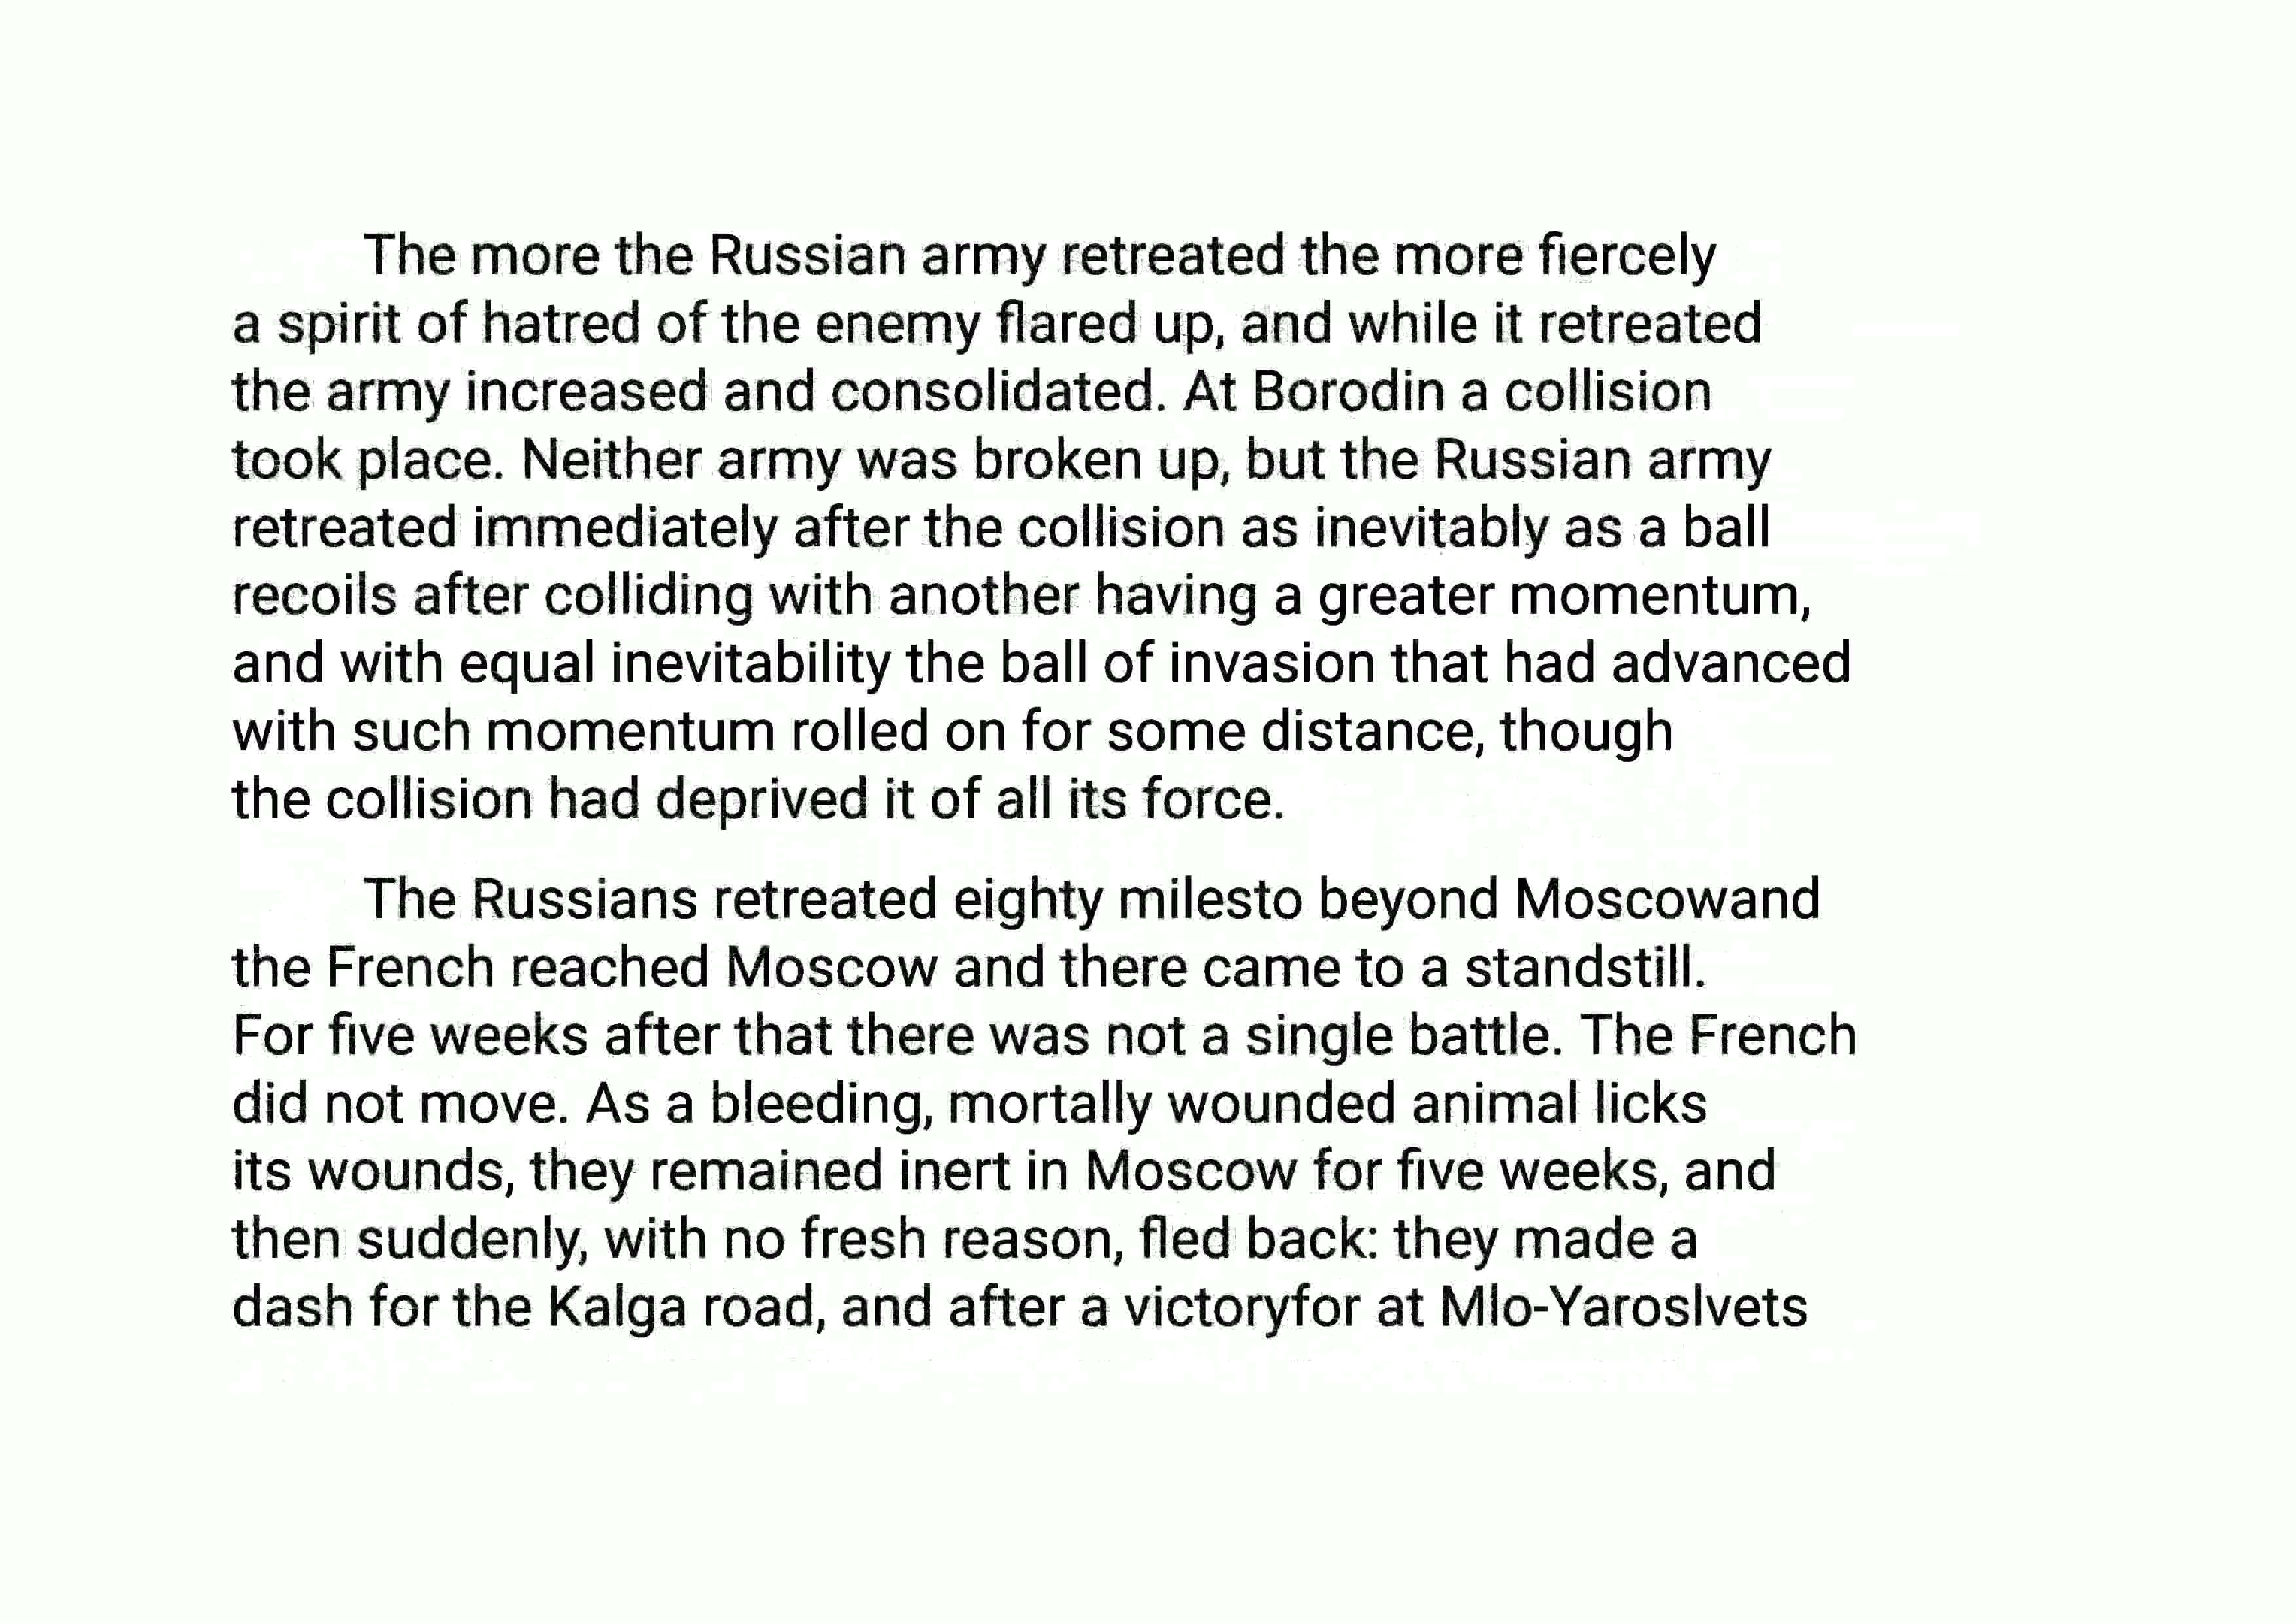 The more the Russian army retreated the more fiercely
a spirit of hatred of the enemy flared up, and while it retreated
the army increased and consolidated. At Borodin a collision
took place. Neither army was broken up, but the Russian army
retreated immediately after the collision as inevitably as a ball
recoils after colliding with another having a greater momentum,
and with equal inevitability the ball of invasion that had advanced
with such momentum rolled on for some distance, though
the collision had deprived it of all its force.
The Russians retreated eighty milesto beyond Moscowand
the French reached Moscow and there came to a standstill.
For five weeks after that there was not a single battle. The French
did not move. As a bleeding, mortally wounded animal licks
its wounds, they remained inert in Moscow for five weeks, and
then suddenly, with no fresh reason, fled back: they made a
dash for the Kalga road, and after a victoryfor at Mlo-Yaroslvets